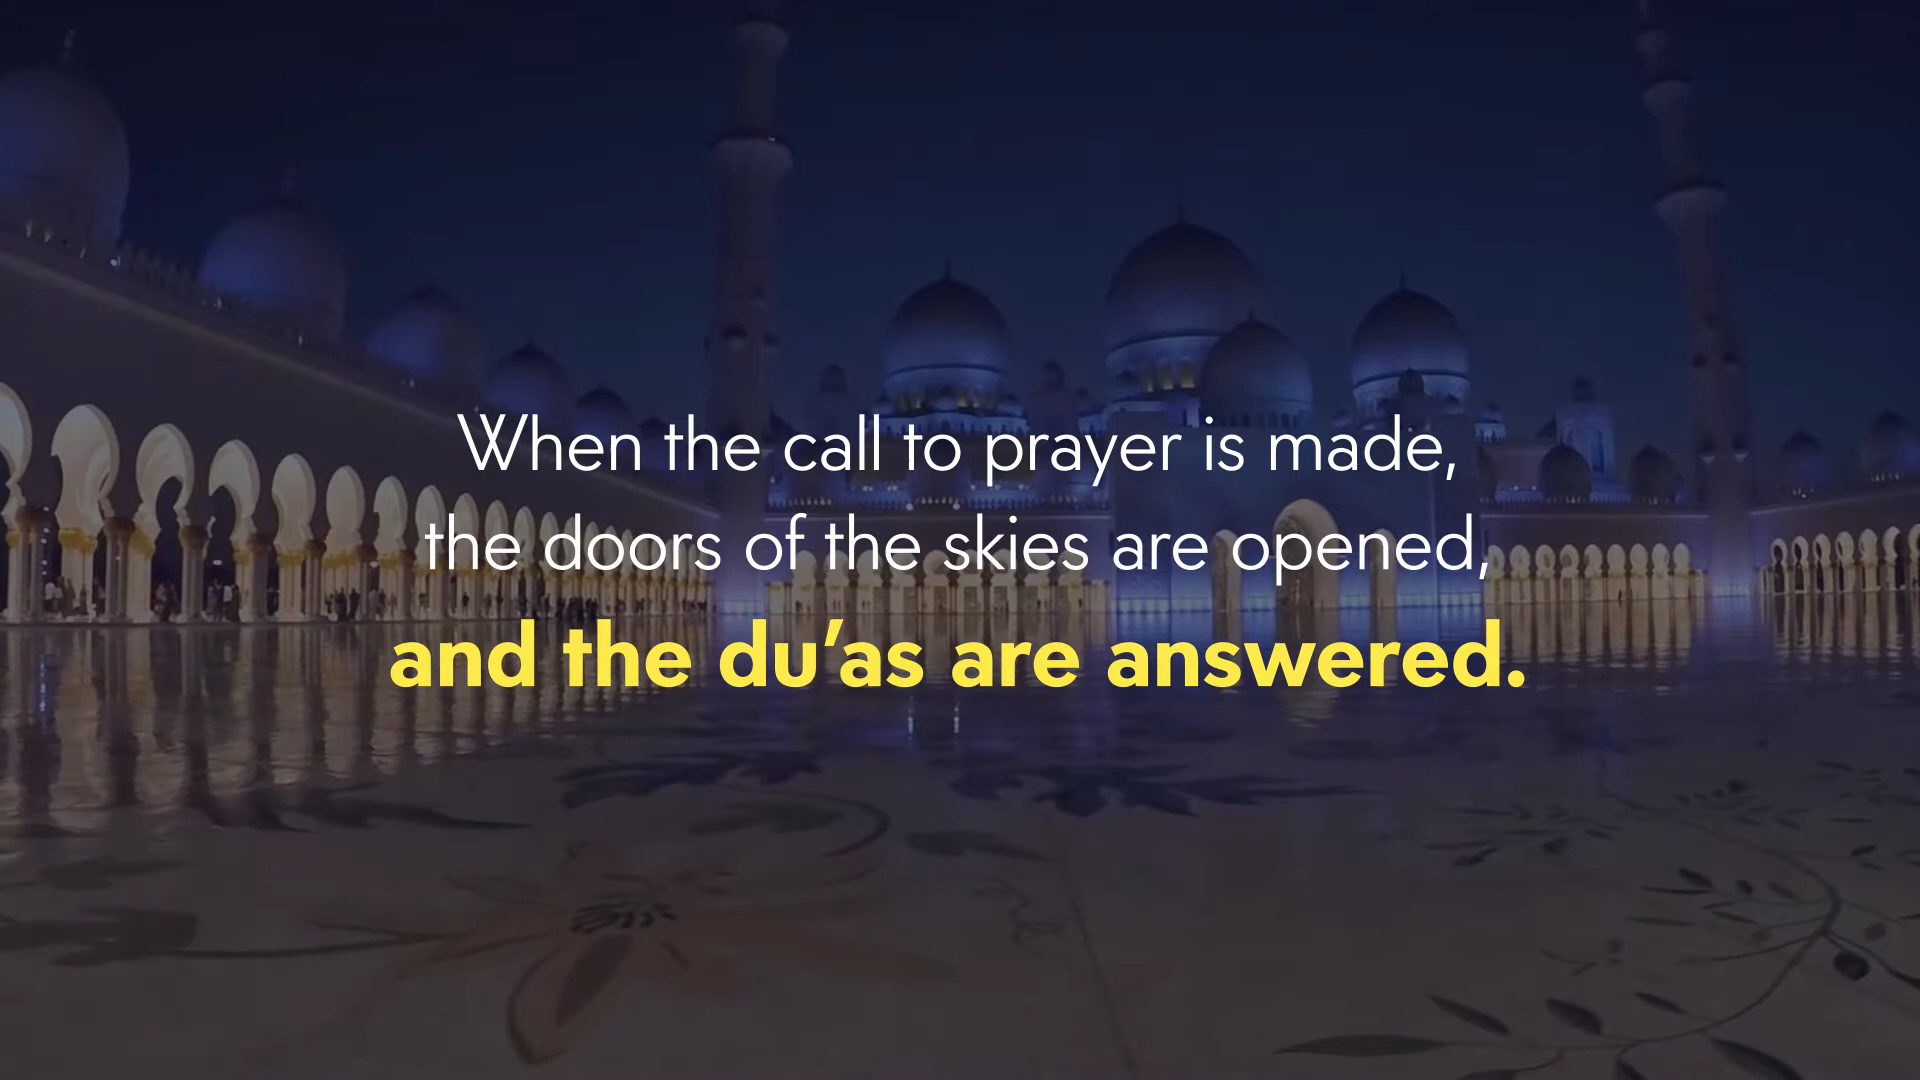 When the call to prayer is made,
the doors of the skies are opened,
and the du’as are answered.